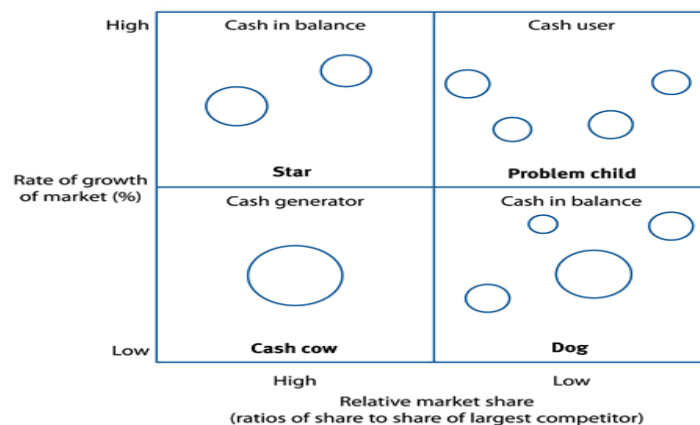 High
Cash in balance
Cash user
Star
Problem child
Rate of growth
of market (%)
Cash generator
Cash in balance
Low
Cash cow
Dog
High
Low
Relative market share
(ratios of share to share of largest competitor)